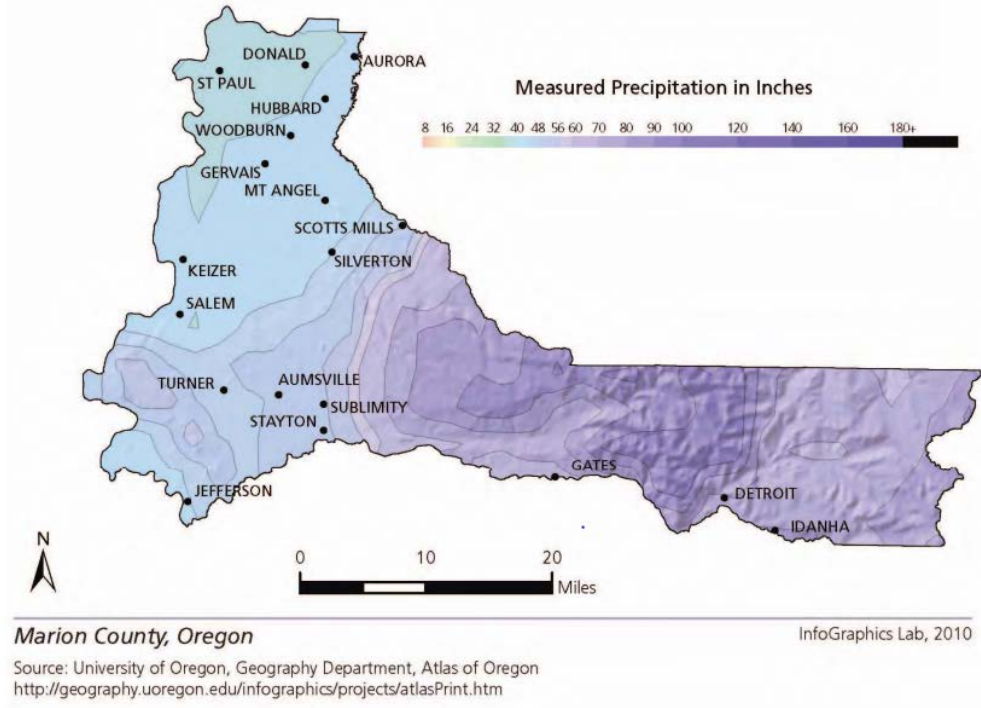 DONALD
AURORA
ST PAUL
Measured Precipitation in Inches
HUBBARD
8 16 24 32 40 48 56 60 70 80 90 100 120 140 160 180+
WOODBURN
GERVAIS
MT ANGEL
SCOTTS MILLS
SILVERTON
KEIZER
SALEM
TURNER
AUMSVILLE
SUBLIMITY
STAYTON
GATES
JEFFERSON
DETROIT
IDANHA
N
0 10 20
Miles
Marion County, Oregon
InfoGraphics Lab, 2010
Source: University of Oregon, Geography Department, Atlas of Oregon
http://geography.uoregon.edu/infographics/projects/atlasPrint.htm